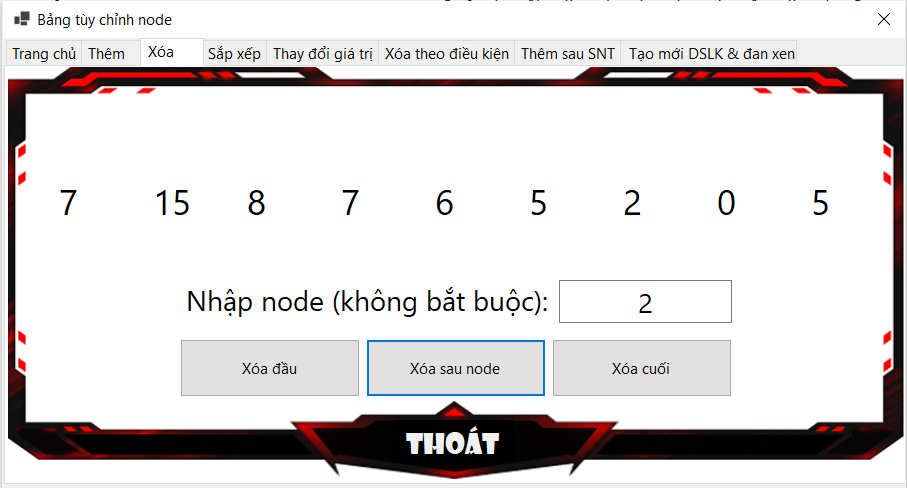 Bảng tùy chỉnh node
Trang chủ Thêm Xóa Sắp xếp Thay đổi giá trị Xóa theo điều kiện Thêm sau SNT Tạo mới DSLK & đan xen
7 15 8 7 6 5 2 0 5
Nhập node (không bắt buộc): 2
Xóa đầu Xóa sau node Xóa cuối
THOÁT